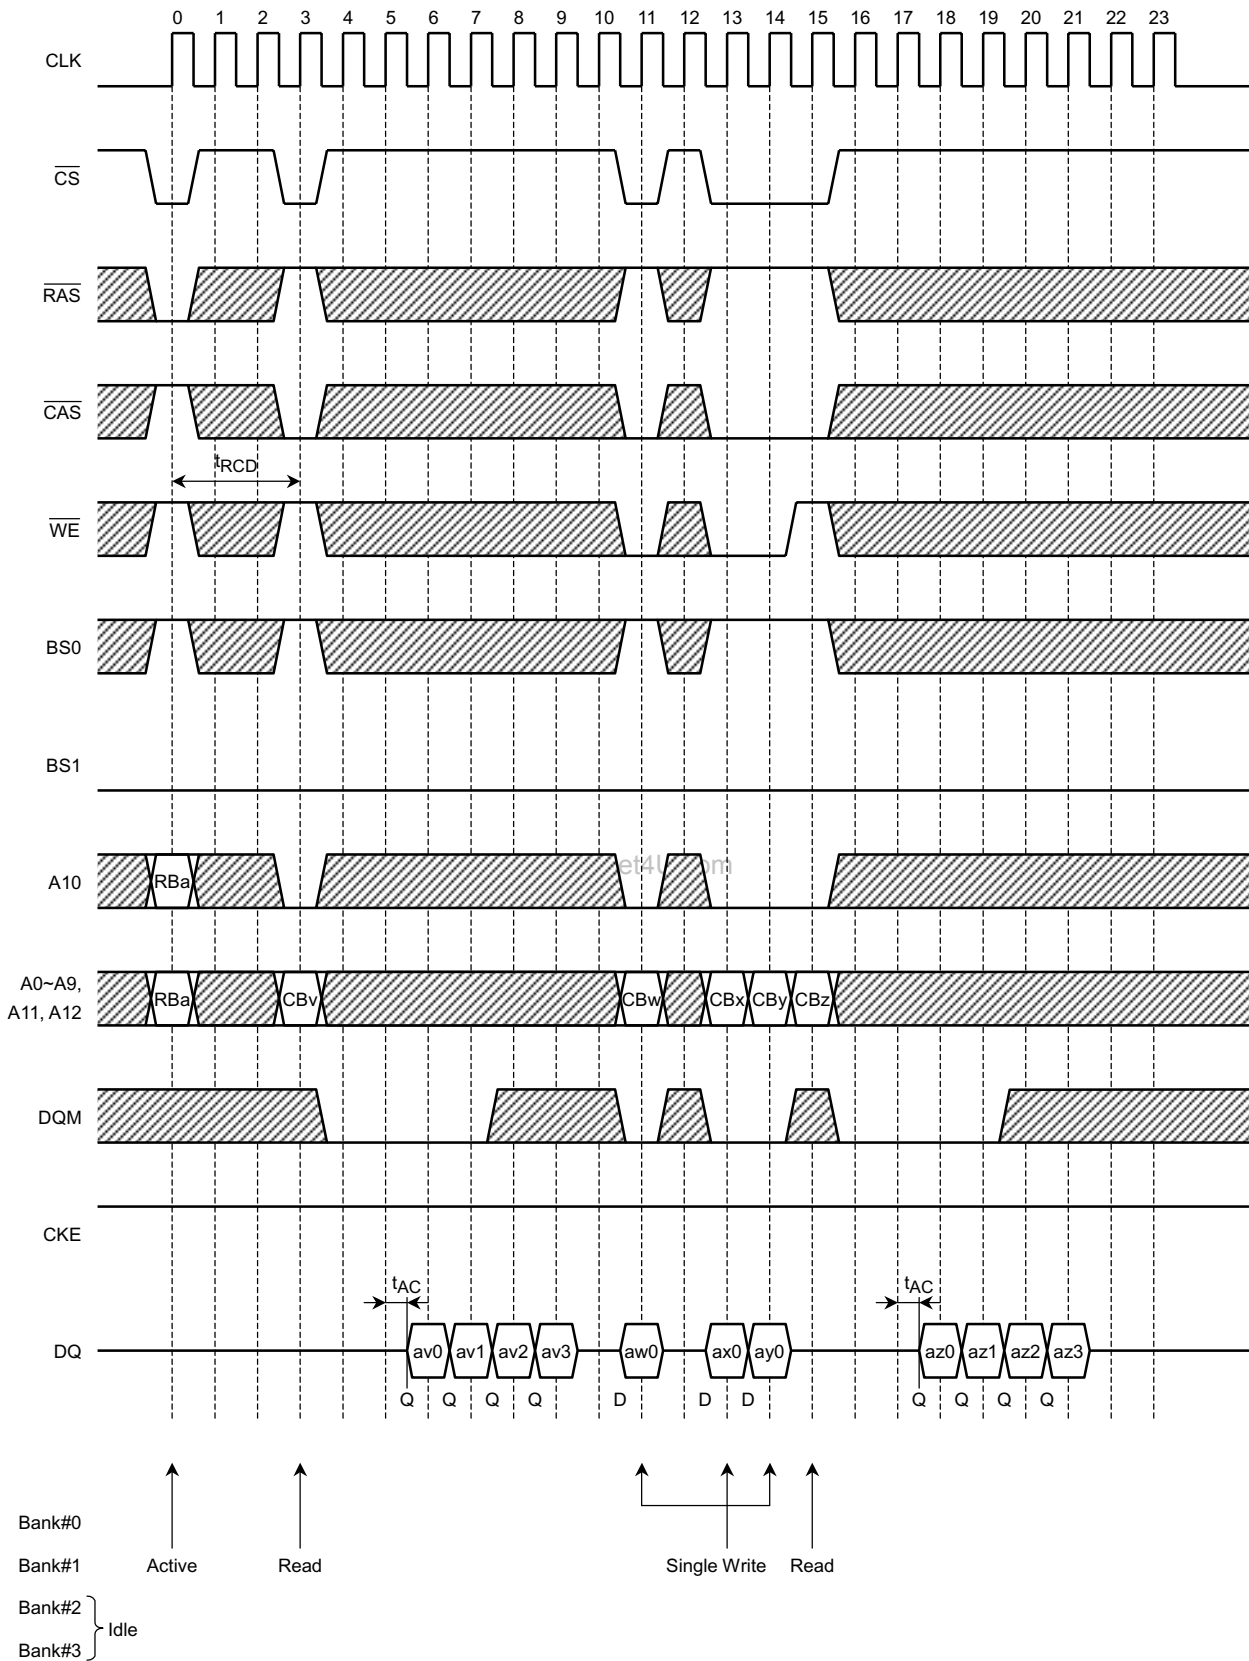 0 1 2 3 4 5 6 7 8 9 10 11 12 13 14 15 16 17 18 19 20 21 22 23
CLK
CS
RAS
CAS
tRCD
WE
BS0
BS1
A10 RBa
A0~A9, RBa CBv CBw CBx CBy CBz
A11, A12
DQM
CKE
tAC tAC
DQ av0 av1 av2 av3 aw0 ax0 ay0 az0 az1 az2 az3
Q Q Q Q D D D Q Q Q Q
Bank#0
Bank#1 Active Read Single Write Read
Bank#2
Idle
Bank#3